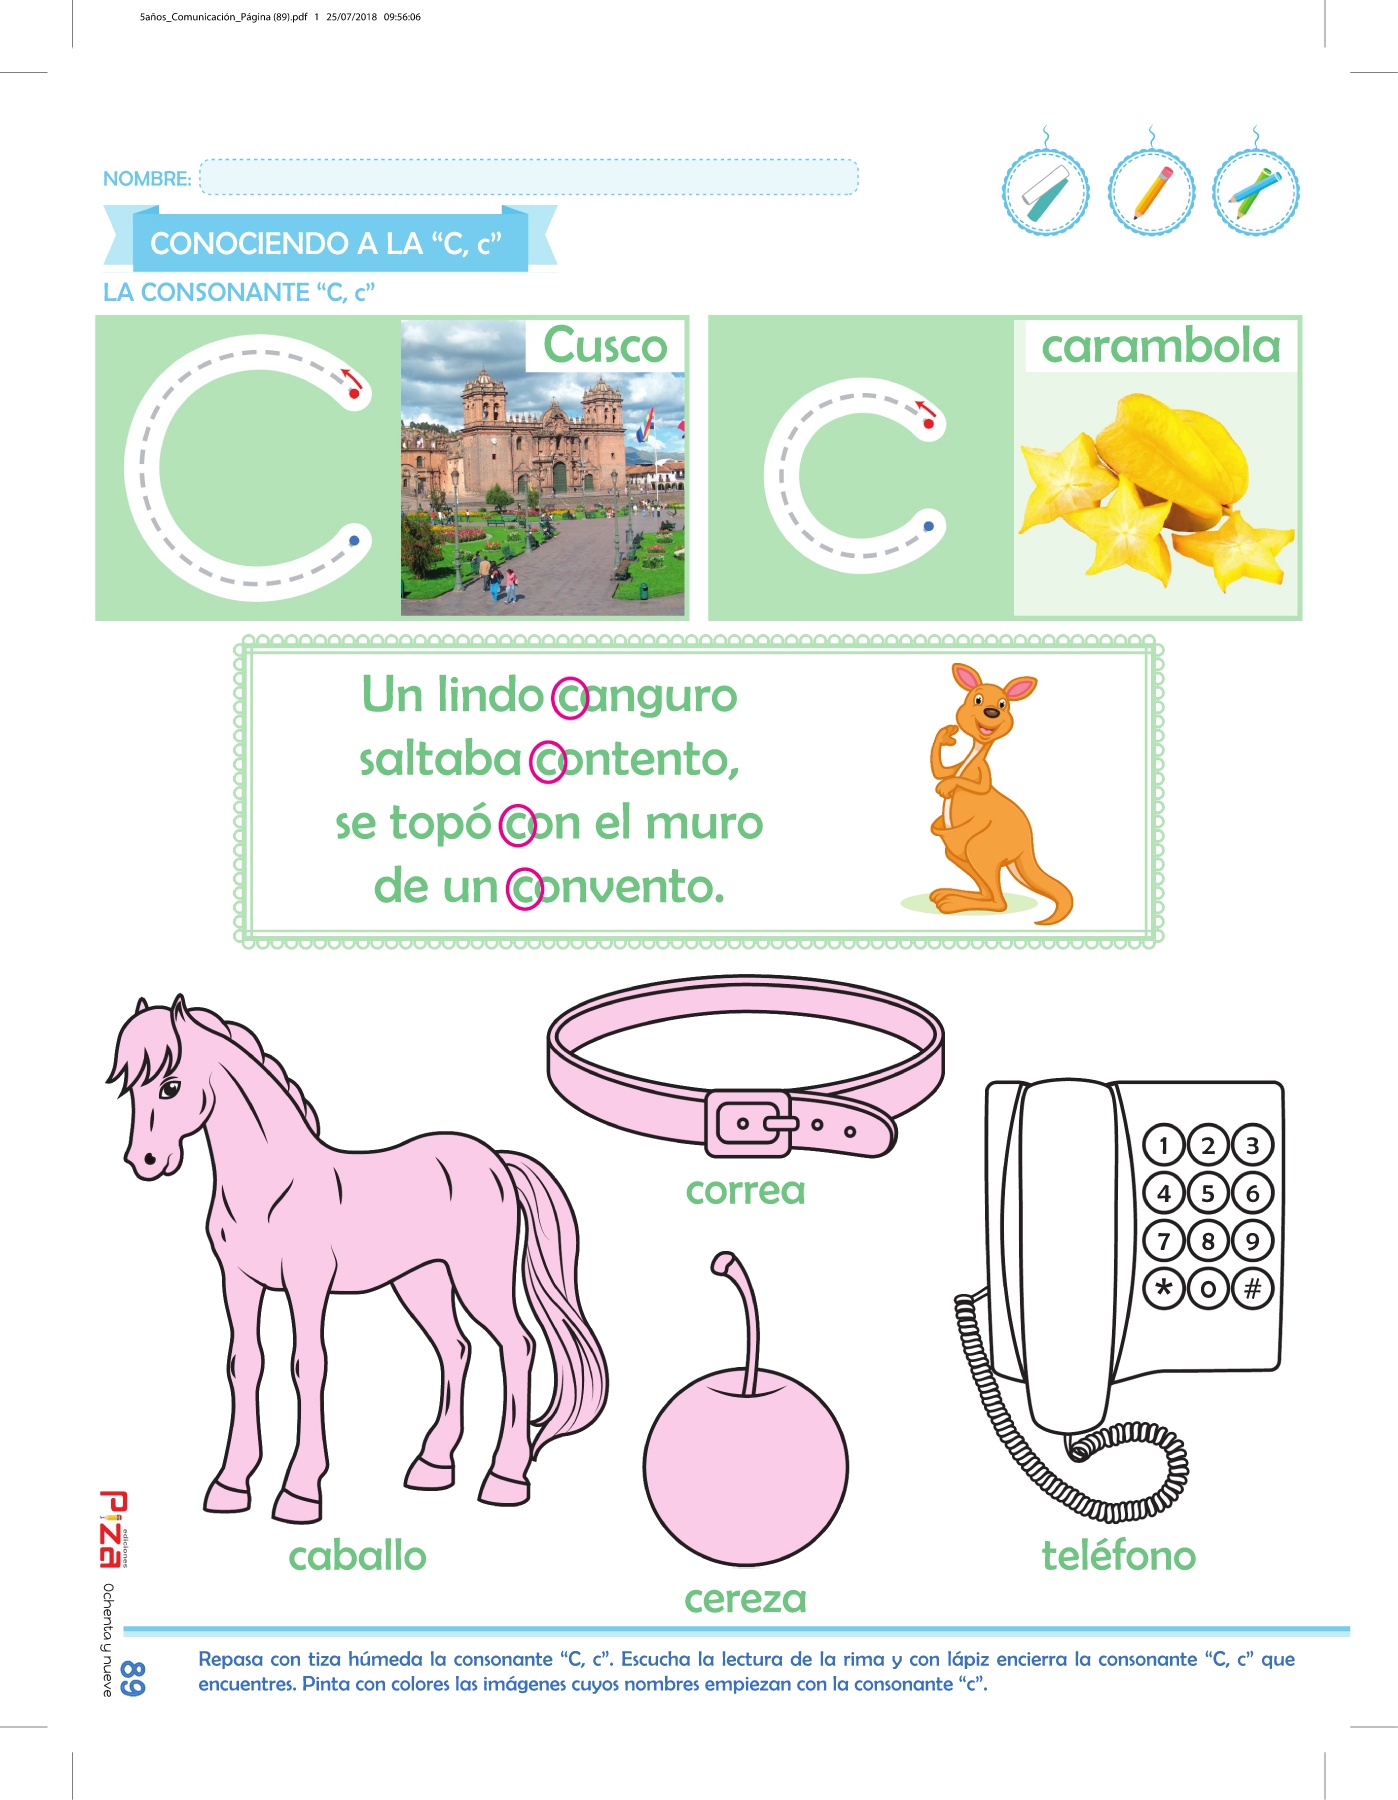 5años_Comunicación_Página (89).pdf 1 25/07/2018 09:56:06
NOMBRE:
CONOCIENDO A LA “C, c”
LA CONSONANTE “C, c”
Cusco
carambola
Un lindo canguro
saltaba contento,
se topó con el muro
de un convento.
correa
1 2 3
4 5 6
7 8 9
* 0 #
caballo
cereza
teléfono
Piza
ediciones
Ochenta y nueve
89
Repasa con tiza húmeda la consonante “C, c”. Escucha la lectura de la rima y con lápiz encierra la consonante “C, c” que
encuentres. Pinta con colores las imágenes cuyos nombres empiezan con la consonante “c”.